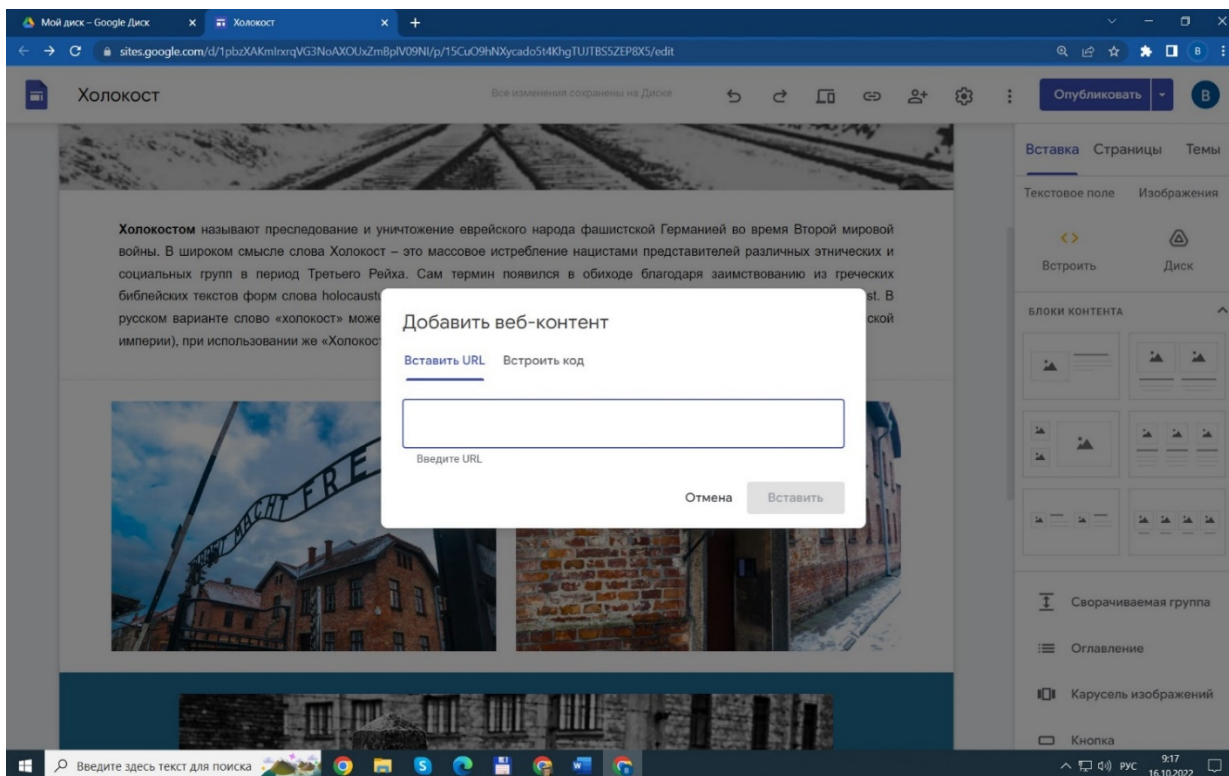 Мой диск – Google Диск
Холокост
sites.google.com/d/1pbzXAKmlrxrqVG3NoAXOUxZmBplV09NI/p/15CuO9hNXycado5t4KhgTUJTBS5ZEP8X5/edit
Холокост
Все изменения сохранены на Диске
Опубликовать
B
Вставка Страницы Темы
Текстовое поле Изображения
Встроить Диск
БЛОКИ КОНТЕНТА
Сворачиваемая группа
Оглавление
Карусель изображений
Кнопка
Холокостом называют преследование и уничтожение еврейского народа фашистской Германией во время Второй мировой
войны. В широком смысле слова Холокост – это массовое истребление нацистами представителей различных этнических и
социальных групп в период Третьего Рейха. Сам термин появился в обиходе благодаря заимствованию из греческих
библейских текстов форм слова holocaustu st. В
русском варианте слово «холокост» може ской
империи), при использовании же «Холокос
Добавить веб-контент
Вставить URL Встроить код
Введите URL
Отмена Вставить
MACHT FRE
Введите здесь текст для поиска
РУС
9:17
16.10.2022